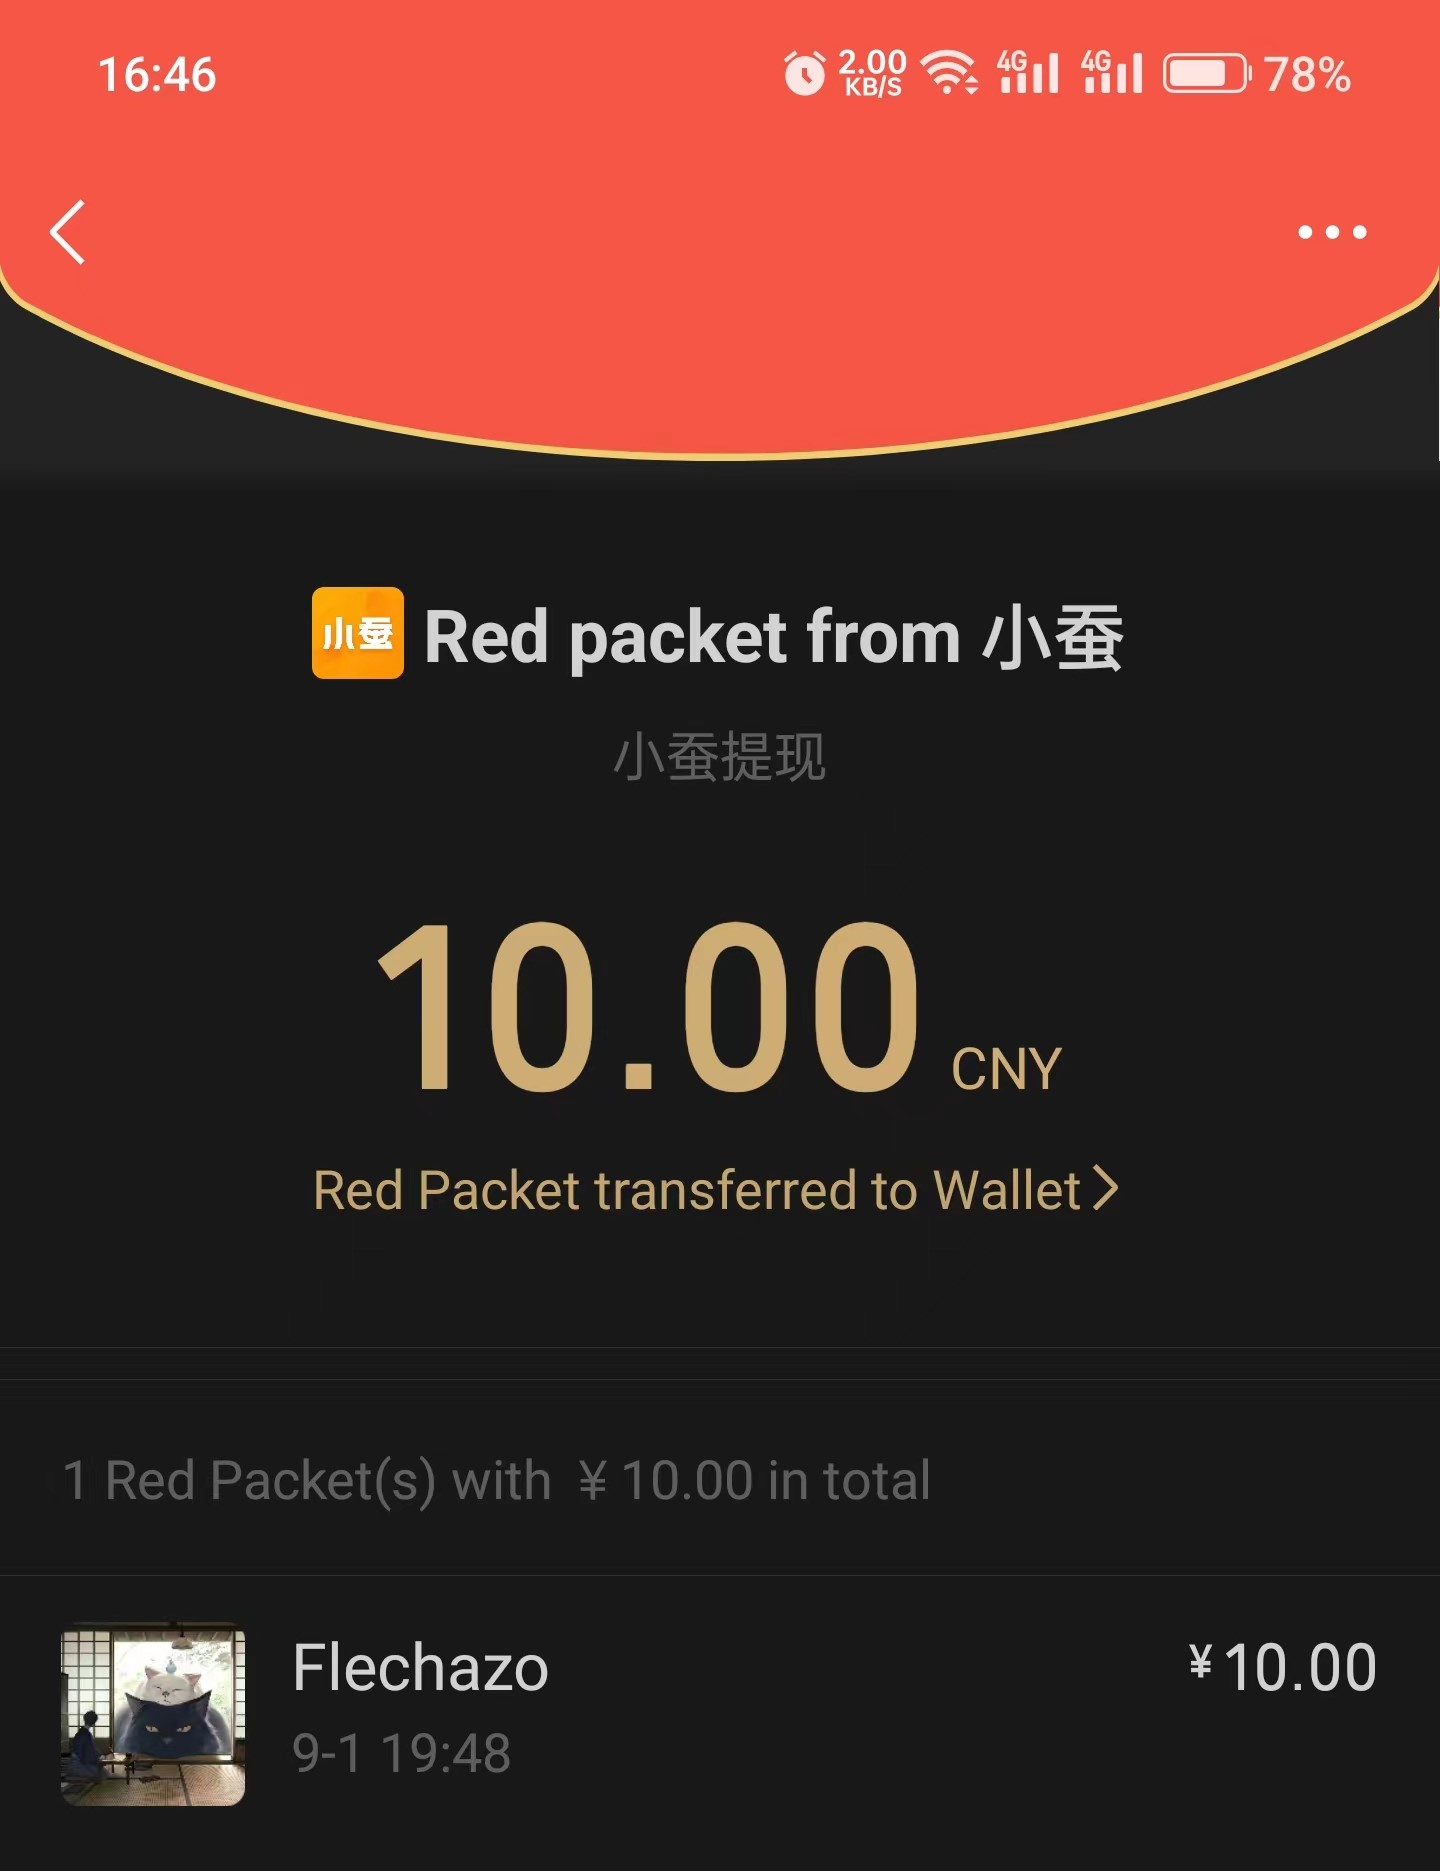 16:46
2.00
KB/S
4G
4G
78%
小蚕
Red packet from 小蚕
小蚕提现
10.00 CNY
Red Packet transferred to Wallet
1 Red Packet(s) with ¥10.00 in total
Flechazo
¥10.00
9-1 19:48